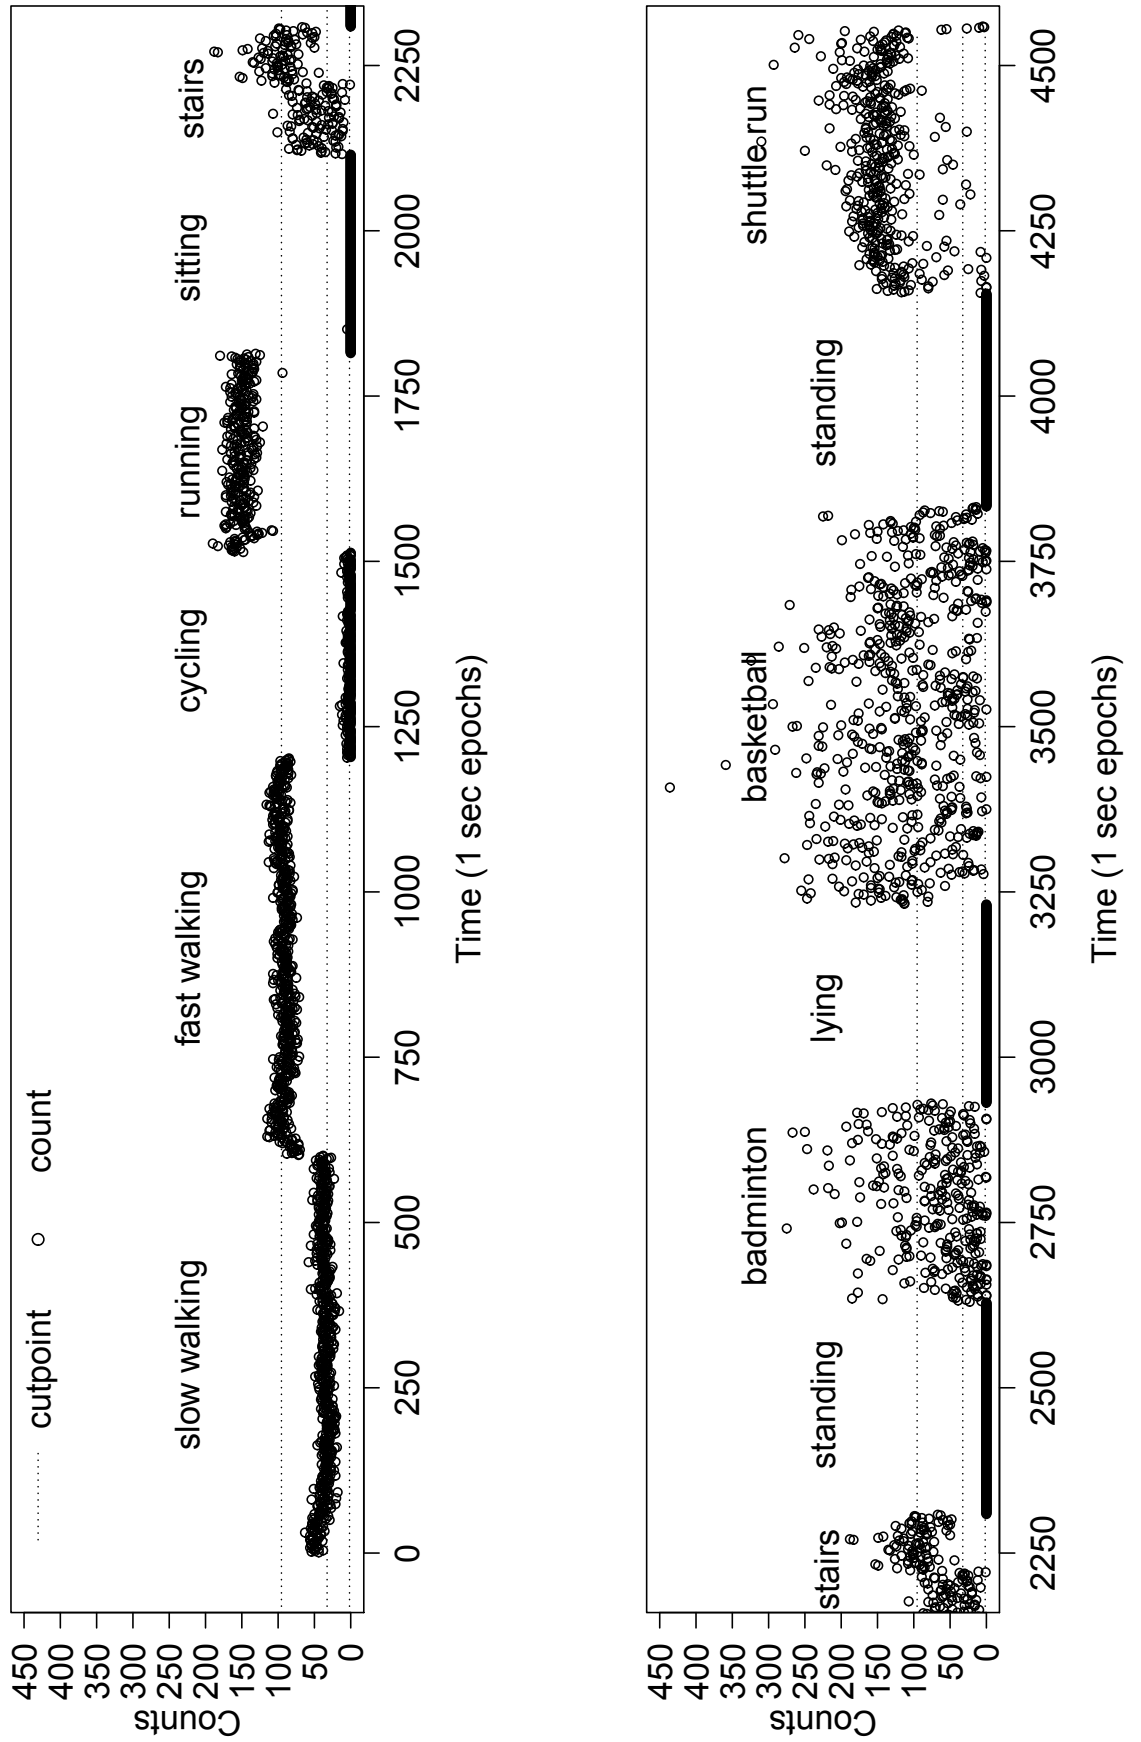 cutpoint count
slow walking fast walking cycling running sitting stairs
450
400
350
300
250
200
150
100
50
0
Counts
0 250 500 750 1000 1250 1500 1750 2000 2250
Time (1 sec epochs)
stairs standing badminton lying basketball standing shuttle run
450
400
350
300
250
200
150
100
50
0
Counts
2250 2500 2750 3000 3250 3500 3750 4000 4250 4500
Time (1 sec epochs)